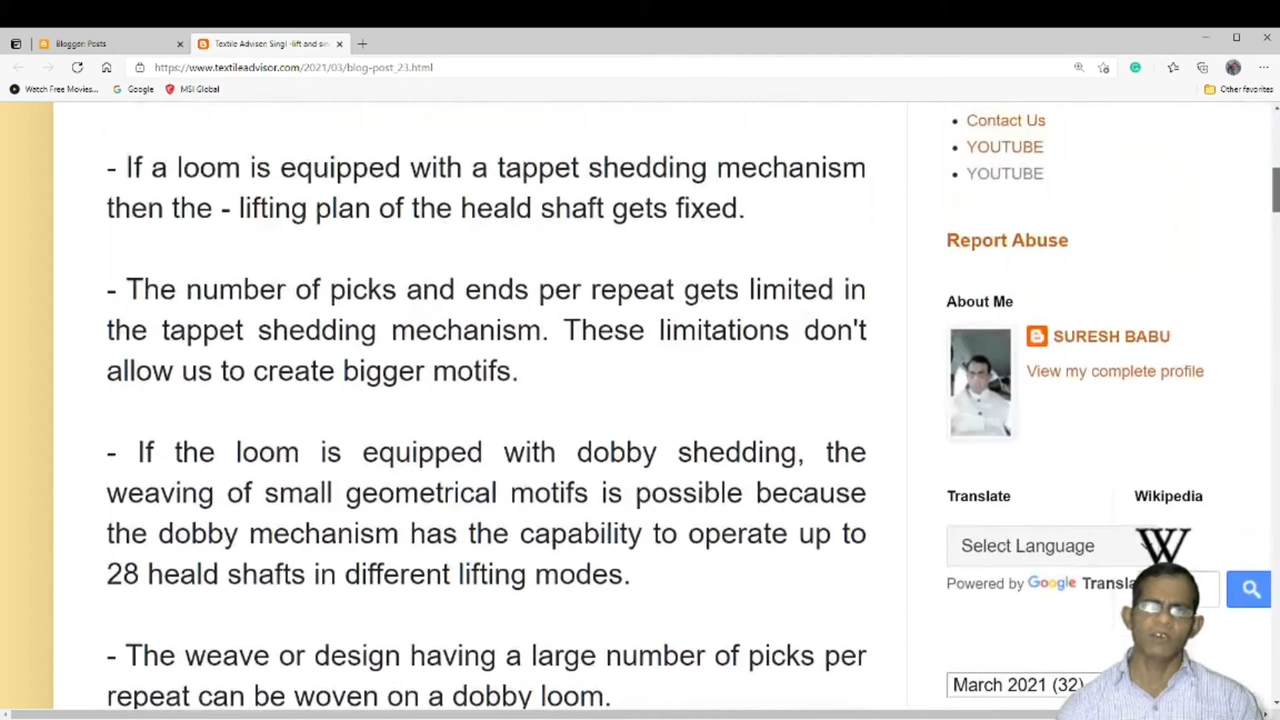 Blogger: Posts
Textile Adviser: Singl -lift and sin
https://www.textileadvisor.com/2021/03/blog-post_23.html
Watch Free Movies...
Google
MSI Global
Other favorites
- If a loom is equipped with a tappet shedding mechanism
then the - lifting plan of the heald shaft gets fixed.
- The number of picks and ends per repeat gets limited in
the tappet shedding mechanism. These limitations don't
allow us to create bigger motifs.
- If the loom is equipped with dobby shedding, the
weaving of small geometrical motifs is possible because
the dobby mechanism has the capability to operate up to
28 heald shafts in different lifting modes.
- The weave or design having a large number of picks per
repeat can be woven on a dobby loom.
• Contact Us
• YOUTUBE
• YOUTUBE
Report Abuse
About Me
SURESH BABU
View my complete profile
Translate
Select Language
Powered by Google Transla
Wikipedia
W
March 2021 (32)